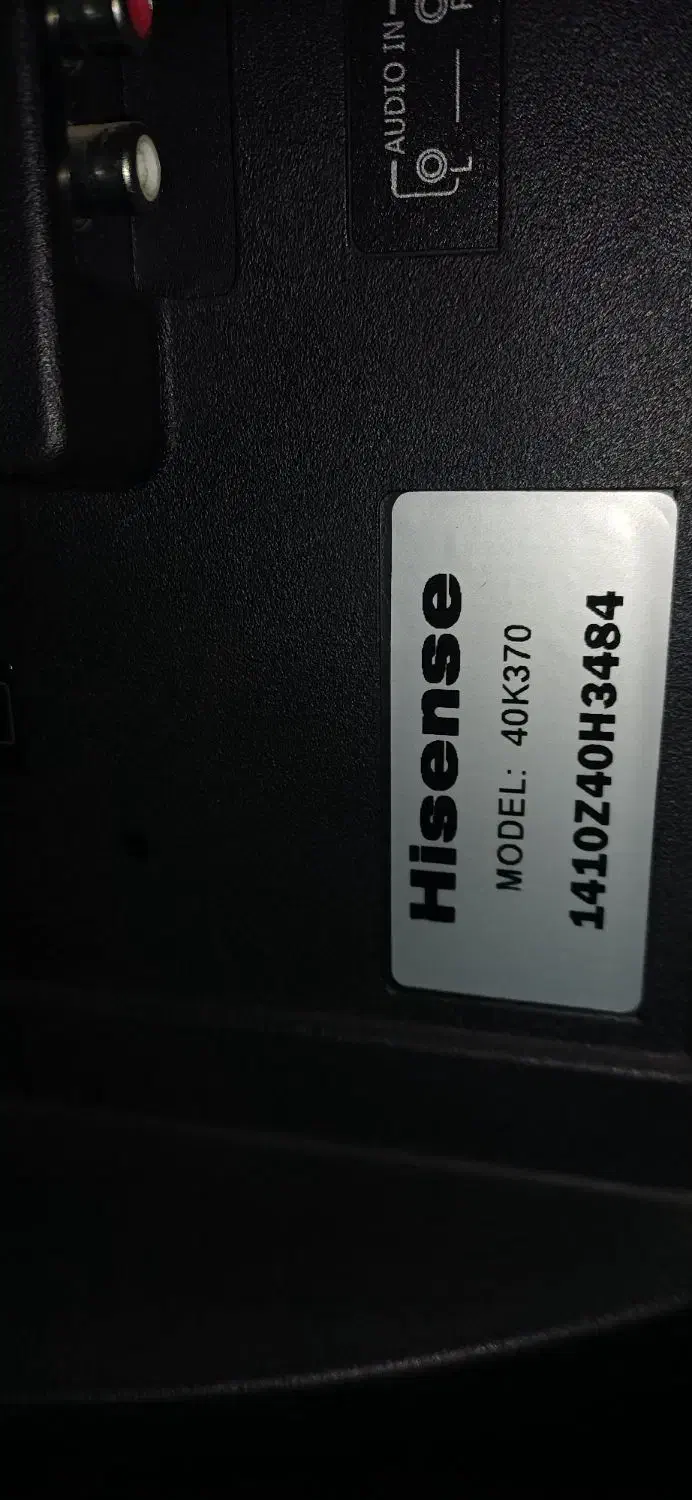 AUDIO IN
L
Hisense
MODEL: 40K370
1410Z40H3484